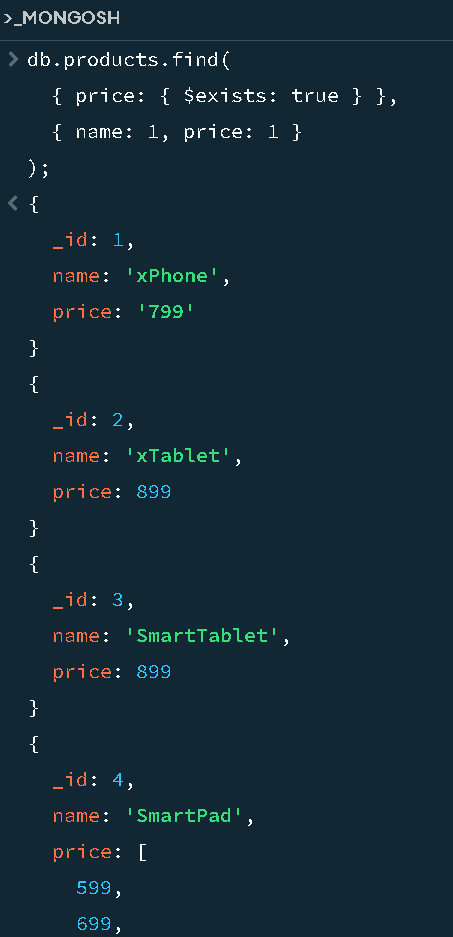 >_MONGOSH
> db.products.find(
{ price: { $exists: true } },
{ name: 1, price: 1 }
);
< {
_id: 1,
name: 'xPhone',
price: '799'
}
{
_id: 2,
name: 'xTablet',
price: 899
}
{
_id: 3,
name: 'SmartTablet',
price: 899
}
{
_id: 4,
name: 'SmartPad',
price: [
599,
699,